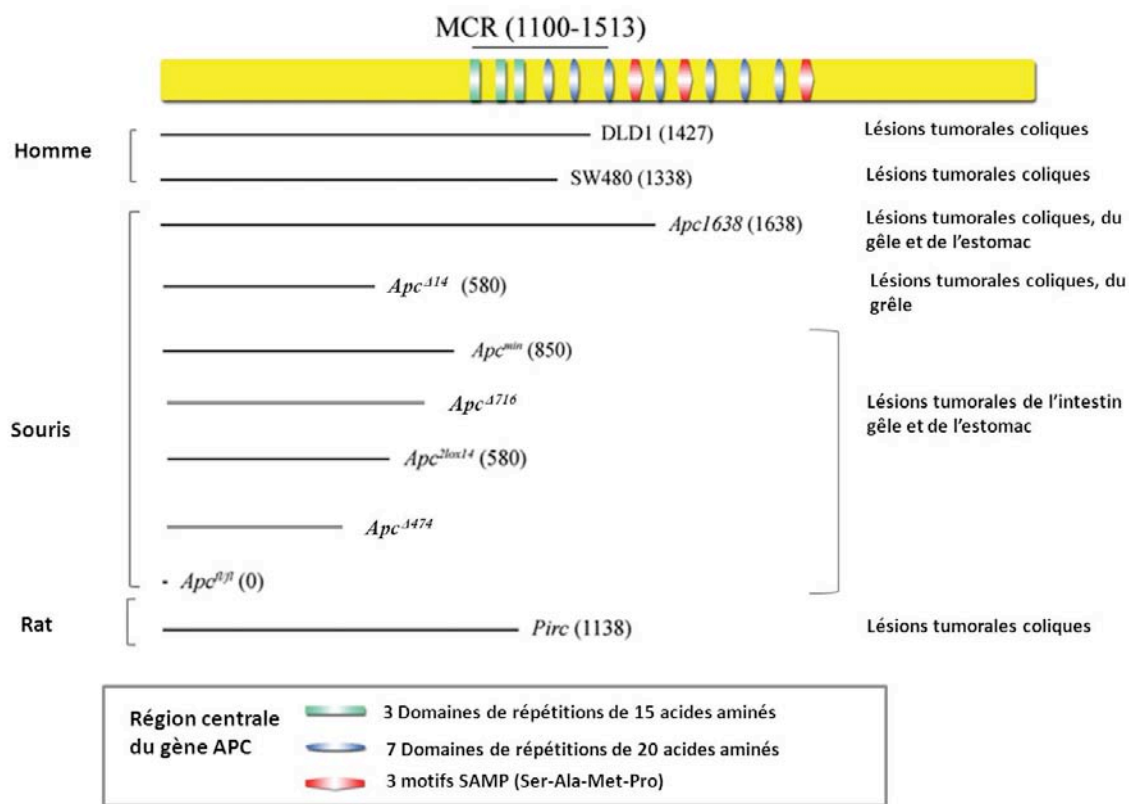 MCR (1100-1513)
Homme
DLD1 (1427)
Lésions tumorales coliques
SW480 (1338)
Lésions tumorales coliques
Souris
Apc1638 (1638)
Lésions tumorales coliques, du
gêle et de l'estomac
Apc^Δ14 (580)
Lésions tumorales coliques, du
grêle
Apc^min (850)
Apc^Δ716
Lésions tumorales de l'intestin
gêle et de l'estomac
Apc^2lox14 (580)
Apc^Δ474
Apc^fl/fl (0)
Rat
Pirc (1138)
Lésions tumorales coliques
Région centrale
du gène APC
3 Domaines de répétitions de 15 acides aminés
7 Domaines de répétitions de 20 acides aminés
3 motifs SAMP (Ser-Ala-Met-Pro)